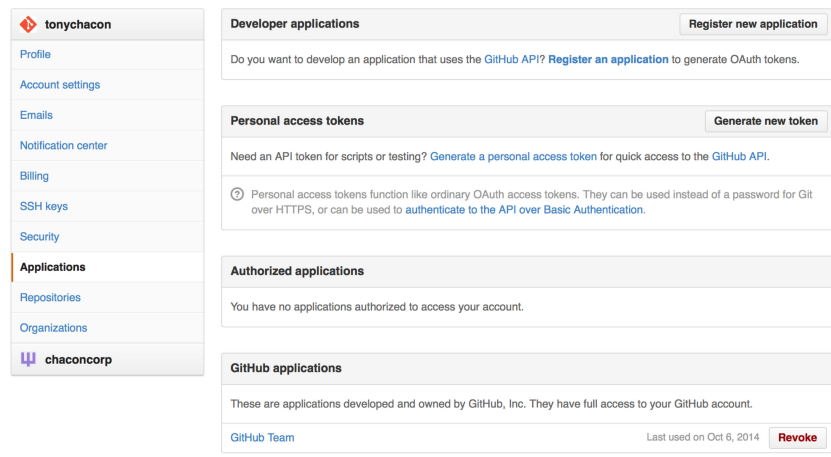 tonychacon
Profile
Account settings
Emails
Notification center
Billing
SSH keys
Security
Applications
Repositories
Organizations
chaconcorp
Developer applications
Register new application
Do you want to develop an application that uses the GitHub API? Register an application to generate OAuth tokens.
Personal access tokens
Generate new token
Need an API token for scripts or testing? Generate a personal access token for quick access to the GitHub API.
? Personal access tokens function like ordinary OAuth access tokens. They can be used instead of a password for Git
over HTTPS, or can be used to authenticate to the API over Basic Authentication.
Authorized applications
You have no applications authorized to access your account.
GitHub applications
These are applications developed and owned by GitHub, Inc. They have full access to your GitHub account.
GitHub Team
Last used on Oct 6, 2014
Revoke